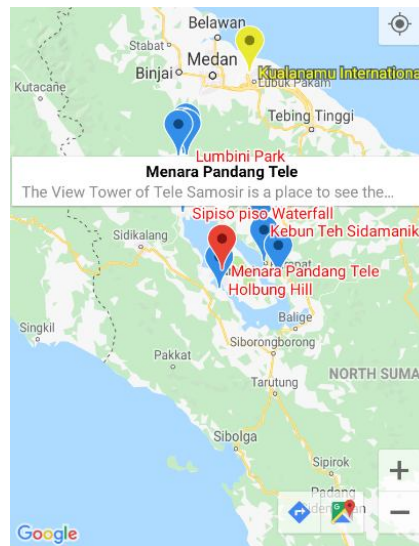 Belawan
Stabat
Medan
Binjai
Kualanamu International
Lubuk Pakam
Kutacane
Tebing Tinggi
Lumbini Park
Menara Pandang Tele
The View Tower of Tele Samosir is a place to see the...
Sipiso piso Waterfall
Kebun Teh Sidamanik
Sidikalang
Menara Pandang Tele
Holbung Hill
Balige
Singkil
Siborongborong
Pakkat
NORTH SUMA
Tarutung
Sibolga
Sipirok
Padang
Google